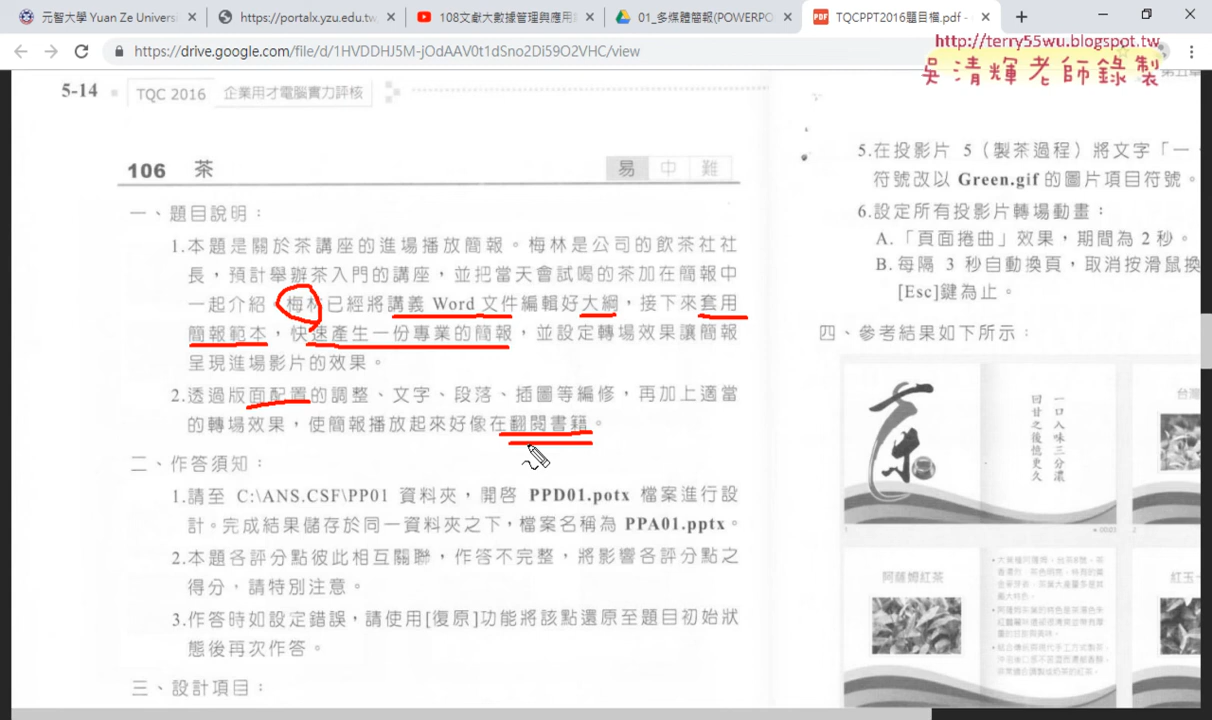 元智大學 Yuan Ze Univers
https://portalx.yzu.edu.tw
108文獻大數據管理與應用
01_多媒體簡報(POWERPO
TQCPPT2016題目檔.pdf -
https://drive.google.com/file/d/1HVDDHJ5M-jOdAAV0t1dSno2Di59O2VHC/view
http://terry55wu.blogspot.tw
吳清輝老師錄製
5-14 TQC 2016 企業用才電腦實力評核
106 茶 易 中 難
一、題目說明：
1.本題是關於茶講座的進場播放簡報。梅林是公司的飲茶社社
長，預計舉辦茶入門的講座，並把當天會試喝的茶加在簡報中
一起介紹，梅林已經將講義 Word 文件編輯好大綱，接下來套用
簡報範本，快速產生一份專業的簡報，並設定轉場效果讓簡報
呈現進場影片的效果。
2.透過版面配置的調整、文字、段落、插圖等編修，再加上適當
的轉場效果，使簡報播放起來好像在翻閱書籍。
二、作答須知：
1.請至 C:\ANS.CSF\PP01 資料夾，開啓 PPD01.potx 檔案進行設
計。完成結果儲存於同一資料夾之下，檔案名稱為 PPA01.pptx。
2.本題各評分點彼此相互關聯，作答不完整，將影響各評分點之
得分，請特別注意。
3.作答時如設定錯誤，請使用[復原]功能將該點還原至題目初始狀
態後再次作答。
三、設計項目：
第五章
5.在投影片 5（製茶過程）將文字「一
符號改以 Green.gif 的圖片項目符號。
6.設定所有投影片轉場動畫：
A.「頁面捲曲」效果，期間為 2 秒。
B.每隔 3 秒自動換頁，取消按滑鼠換
[Esc]鍵為止。
四、參考結果如下所示：
茶
一口入味三分濃
回甘之後憶更久
台灣
1
00:03
2
阿薩姆紅茶
紅玉